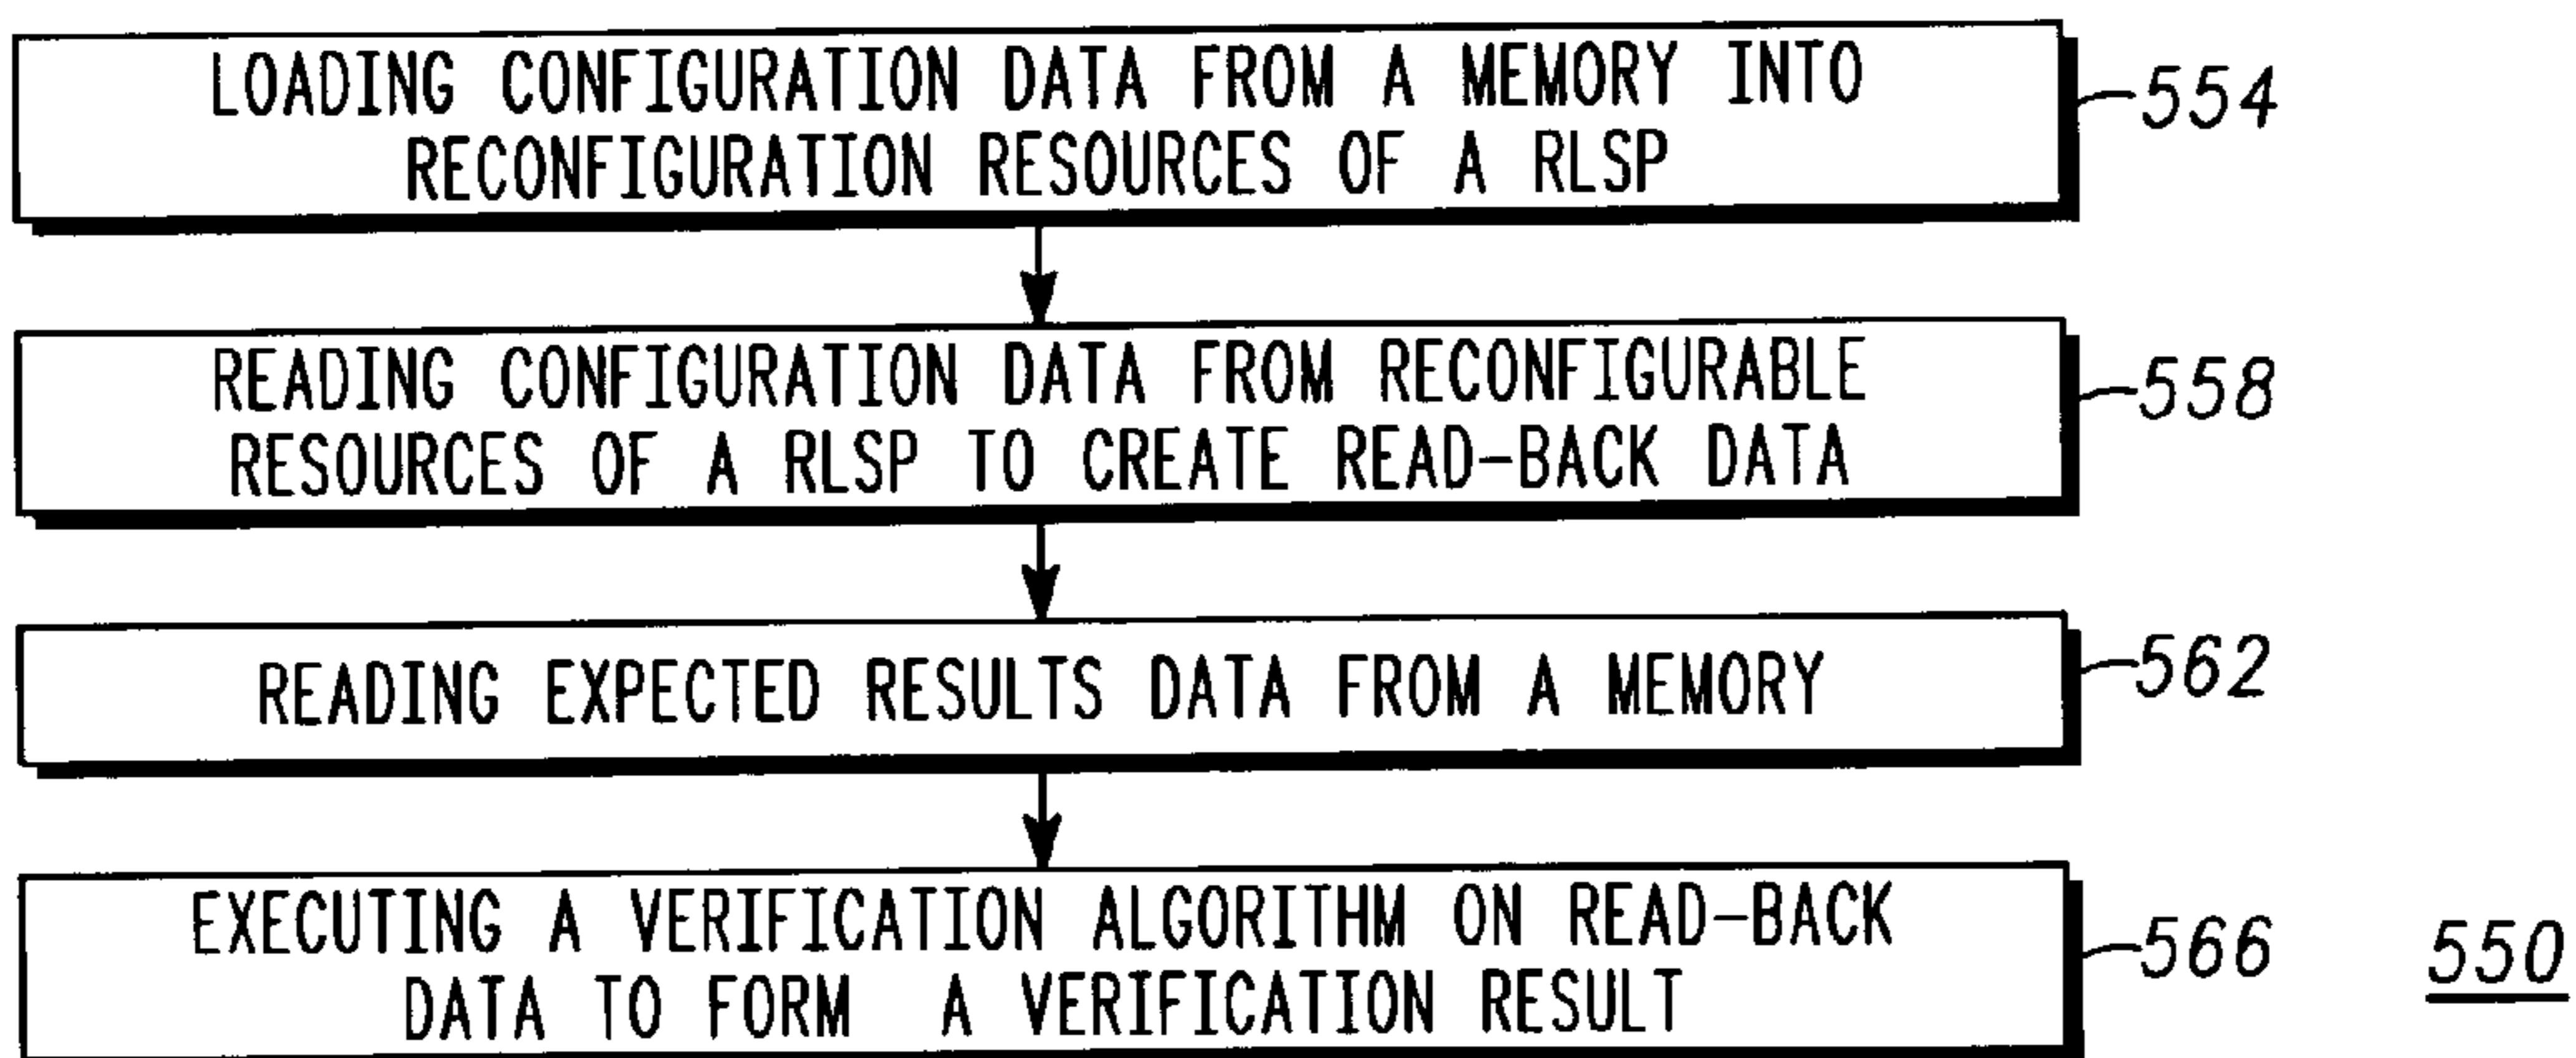 LOADING CONFIGURATION DATA FROM A MEMORY INTO
RECONFIGURATION RESOURCES OF A RLSP
554
READING CONFIGURATION DATA FROM RECONFIGURABLE
RESOURCES OF A RLSP TO CREATE READ-BACK DATA
558
READING EXPECTED RESULTS DATA FROM A MEMORY
562
EXECUTING A VERIFICATION ALGORITHM ON READ-BACK
DATA TO FORM A VERIFICATION RESULT
566
550